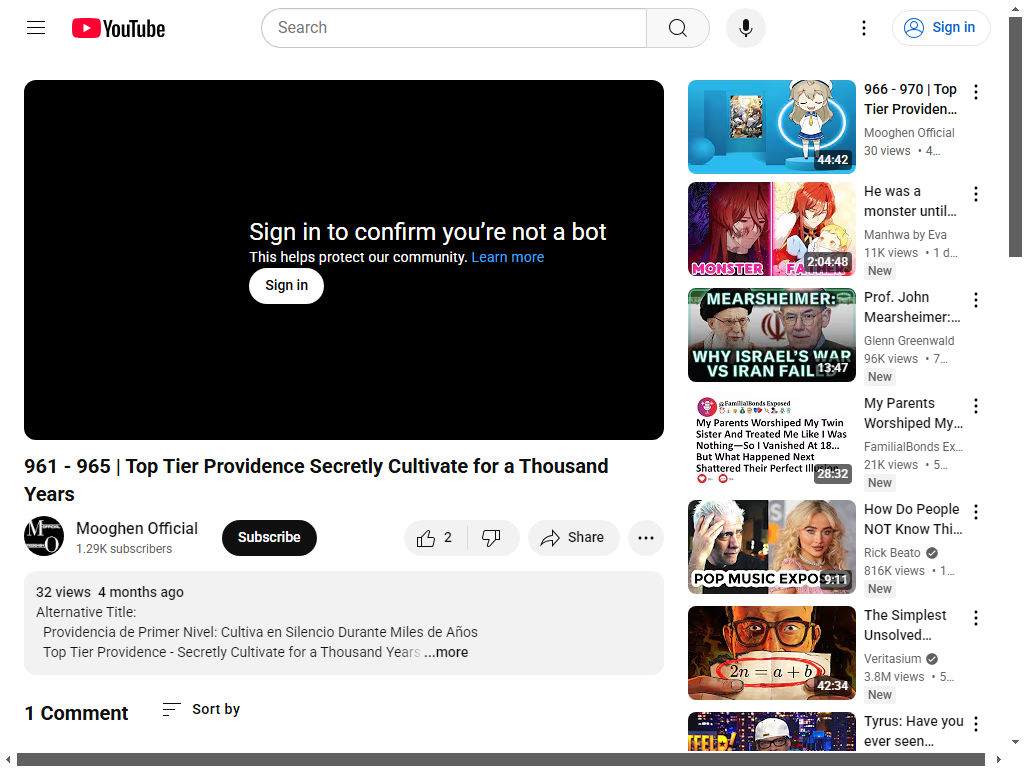 YouTube
Search
Sign in
Sign in to confirm you’re not a bot
This helps protect our community. Learn more
Sign in
961 - 965 | Top Tier Providence Secretly Cultivate for a Thousand
Years
Mooghen Official
1.29K subscribers
Subscribe
2
Share
32 views 4 months ago
Alternative Title:
Providencia de Primer Nivel: Cultiva en Silencio Durante Miles de Años
Top Tier Providence - Secretly Cultivate for a Thousand Years ...more
1 Comment
Sort by
44:42
966 - 970 | Top
Tier Providen...
Mooghen Official
30 views • 4...
MONSTER
FATHER
2:04:48
He was a
monster until...
Manhwa by Eva
11K views • 1 d...
New
MEARSHEIMER:
WHY ISRAEL'S WAR
VS IRAN FAILED
13:47
Prof. John
Mearsheimer:...
Glenn Greenwald
96K views • 7...
New
@FamilialBonds Exposed
My Parents Worshiped My Twin
Sister And Treated Me Like I Was
Nothing—So I Vanished At 18...
But What Happened Next
Shattered Their Perfect Illusion
28:32
My Parents
Worshiped My...
FamilialBonds Ex...
21K views • 5...
New
POP MUSIC EXPOSED
9:11
How Do People
NOT Know Thi...
Rick Beato
816K views • 1...
New
2n = a + b
42:34
The Simplest
Unsolved...
Veritasium
3.8M views • 5...
New
Tyrus: Have you
ever seen...